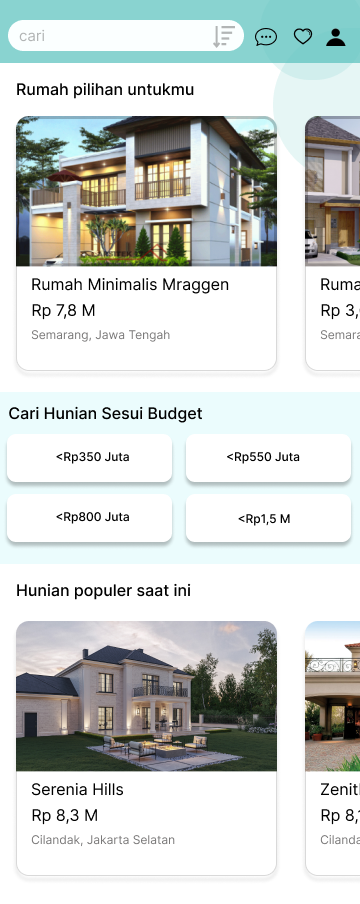 cari
Rumah pilihan untukmu
Rumah Minimalis Mraggen
Rp 7,8 M
Semarang, Jawa Tengah
Ruma
Rp 3,
Semara
Cari Hunian Sesui Budget
<Rp350 Juta
<Rp550 Juta
<Rp800 Juta
<Rp1,5 M
Hunian populer saat ini
Serenia Hills
Rp 8,3 M
Cilandak, Jakarta Selatan
Zenit
Rp 8,
Cilanda